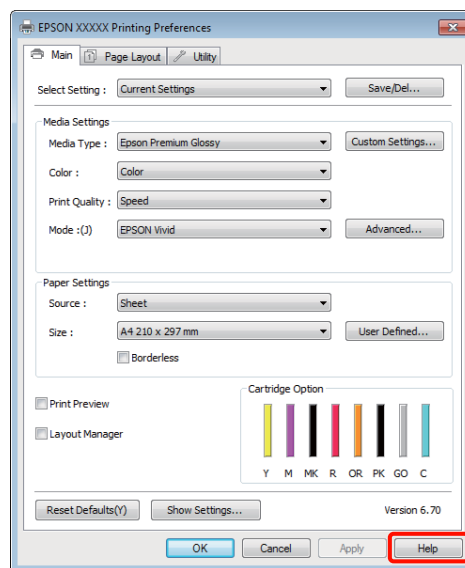 EPSON XXXXX Printing Preferences
Main Page Layout Utility
Select Setting : Current Settings Save/Del...
Media Settings
Media Type : Epson Premium Glossy Custom Settings...
Color : Color
Print Quality : Speed
Mode :(J) EPSON Vivid Advanced...
Paper Settings
Source : Sheet
Size : A4 210 x 297 mm User Defined...
Borderless
Print Preview
Layout Manager
Cartridge Option
Y M MK R OR PK GO C
Reset Defaults(Y) Show Settings... Version 6.70
OK Cancel Apply Help